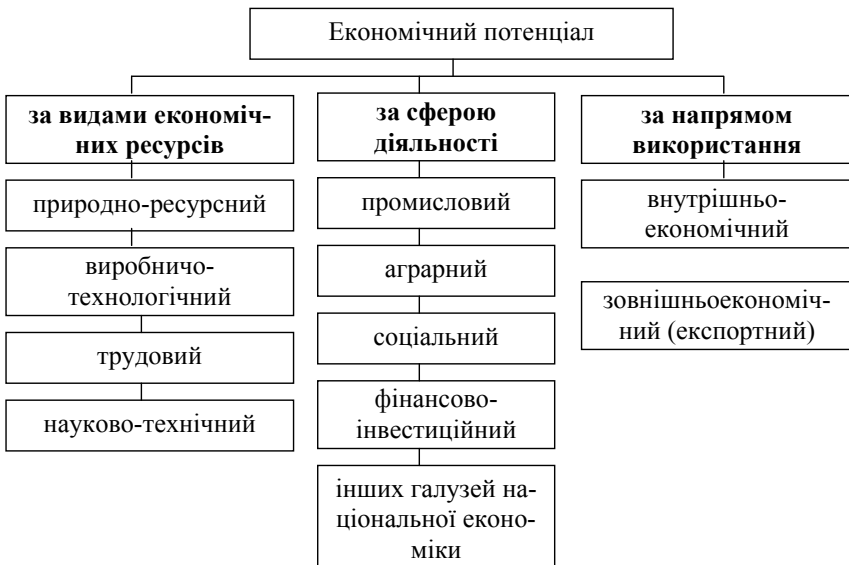 Економічний потенціал
за видами економіч-
них ресурсів
природно-ресурсний
виробничо-
технологічний
трудовий
науково-технічний
за сферою
діяльності
промисловий
аграрний
соціальний
фінансово-
інвестиційний
інших галузей на-
ціональної еконо-
міки
за напрямом
використання
внутрішньо-
економічний
зовнішньоекономіч-
ний (експортний)